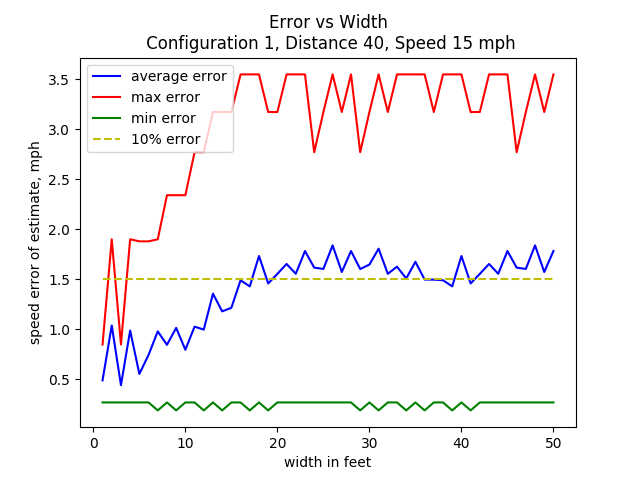 Error vs Width
Configuration 1, Distance 40, Speed 15 mph
average error
max error
min error
10% error
speed error of estimate, mph
3.5
3.0
2.5
2.0
1.5
1.0
0.5
0
10
20
30
40
50
width in feet